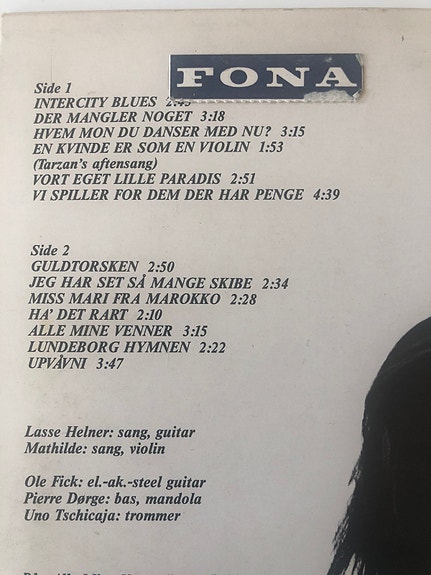 FONA
Side 1
INTERCITY BLUES 2:45
DER MANGLER NOGET 3:18
HVEM MON DU DANSER MED NU? 3:15
EN KVINDE ER SOM EN VIOLIN 1:53
(Tarzan's aftensang)
VORT EGET LILLE PARADIS 2:51
VI SPILLER FOR DEM DER HAR PENGE 4:39
Side 2
GULDTORSKEN 2:50
JEG HAR SET SÅ MANGE SKIBE 2:34
MISS MARI FRA MAROKKO 2:28
HA' DET RART 2:10
ALLE MINE VENNER 3:15
LUNDEBORG HYMNEN 2:22
UPVÅVNI 3:47
Lasse Helner: sang, guitar
Mathilde: sang, violin
Ole Fick: el.-ak.-steel guitar
Pierre Dørge: bas, mandola
Uno Tschicaja: trommer